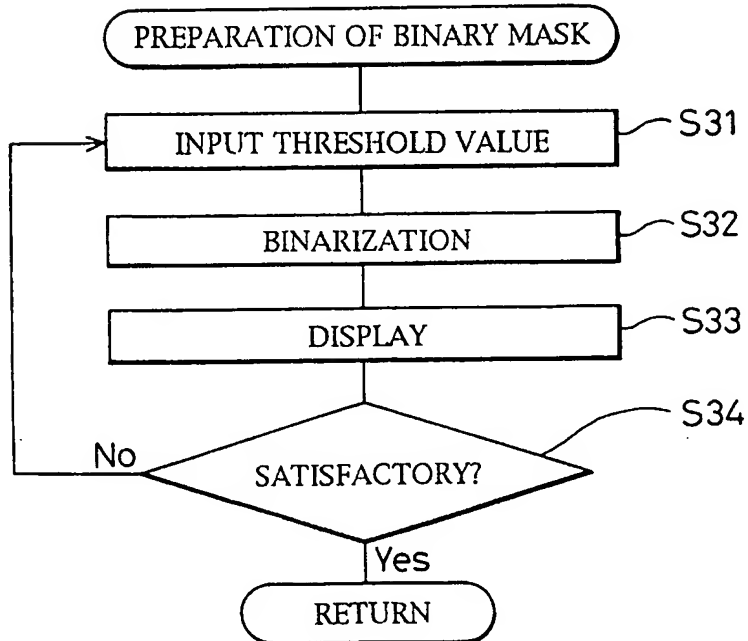 PREPARATION OF BINARY MASK
INPUT THRESHOLD VALUE
S31
BINARIZATION
S32
DISPLAY
S33
SATISFACTORY?
S34
No
Yes
RETURN